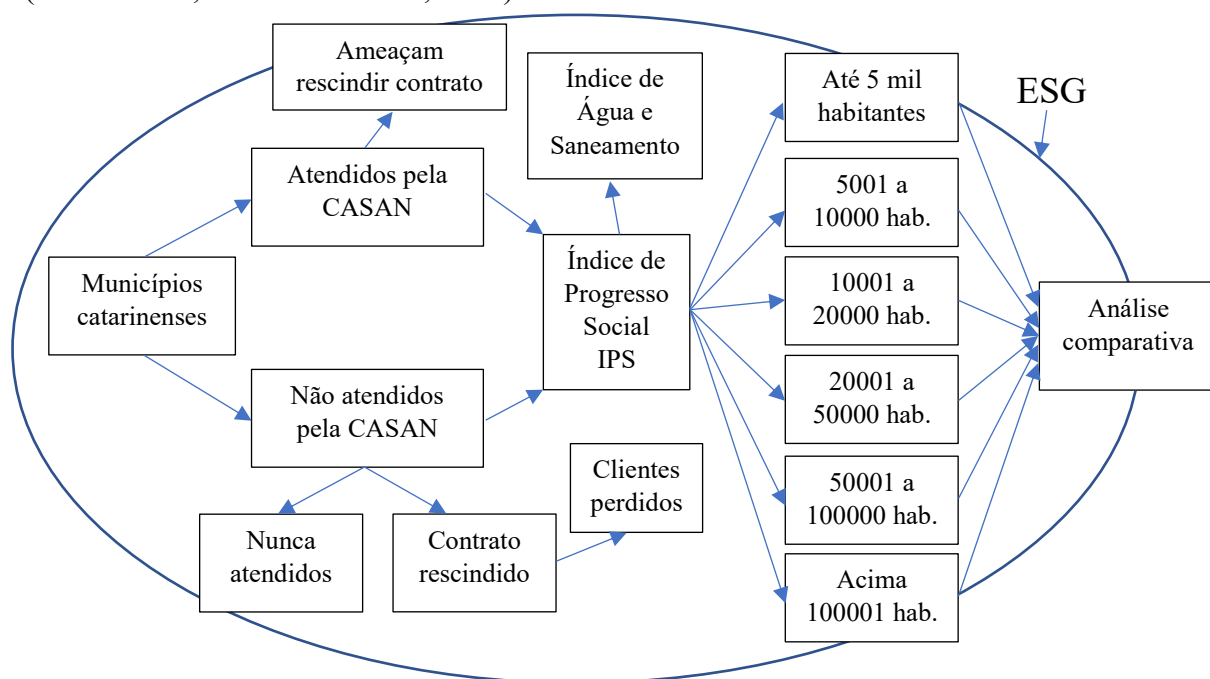 Ameaçam
rescindir contrato
Índice de
Água e
Saneamento
Até 5 mil
habitantes
ESG
Atendidos pela
CASAN
5001 a
10000 hab.
Municípios
catarinenses
Índice de
Progresso
Social
IPS
10001 a
20000 hab.
Análise
comparativa
Não atendidos
pela CASAN
20001 a
50000 hab.
Clientes
perdidos
50001 a
100000 hab.
Nunca
atendidos
Contrato
rescindido
Acima
100001 hab.